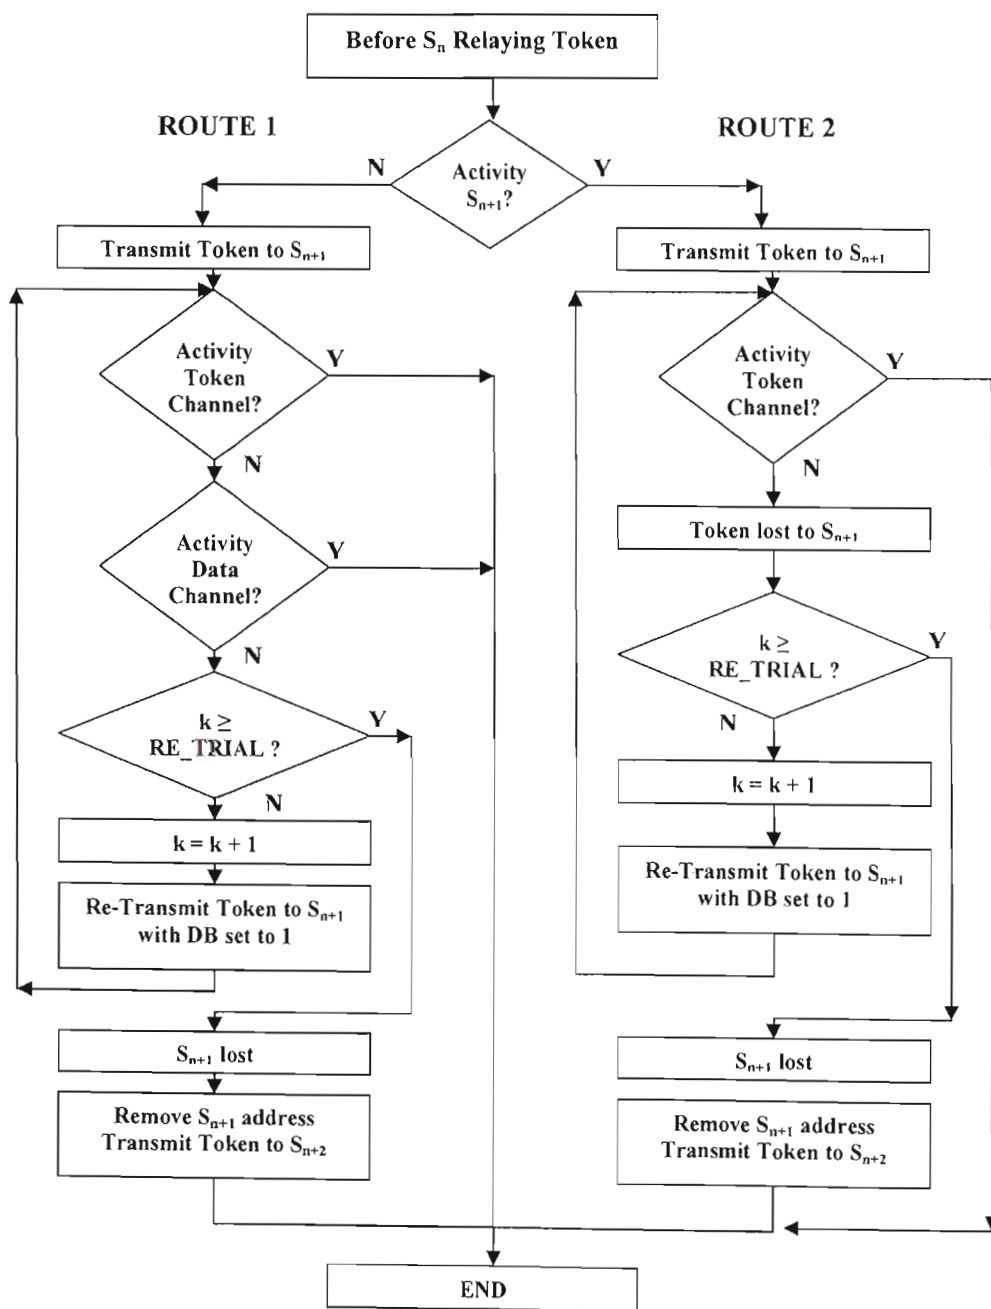 Before Sₙ Relaying Token
ROUTE 1
ROUTE 2
N
Activity
Sₙ₊₁?
Y
Transmit Token to Sₙ₊₁
Activity
Token
Channel?
Y
N
Activity
Data
Channel?
Y
N
k ≥
RE_TRIAL ?
Y
N
k = k + 1
Re-Transmit Token to Sₙ₊₁
with DB set to 1
Sₙ₊₁ lost
Remove Sₙ₊₁ address
Transmit Token to Sₙ₊₂
Transmit Token to Sₙ₊₁
Activity
Token
Channel?
Y
N
Token lost to Sₙ₊₁
k ≥
RE_TRIAL ?
Y
N
k = k + 1
Re-Transmit Token to Sₙ₊₁
with DB set to 1
Sₙ₊₁ lost
Remove Sₙ₊₁ address
Transmit Token to Sₙ₊₂
END